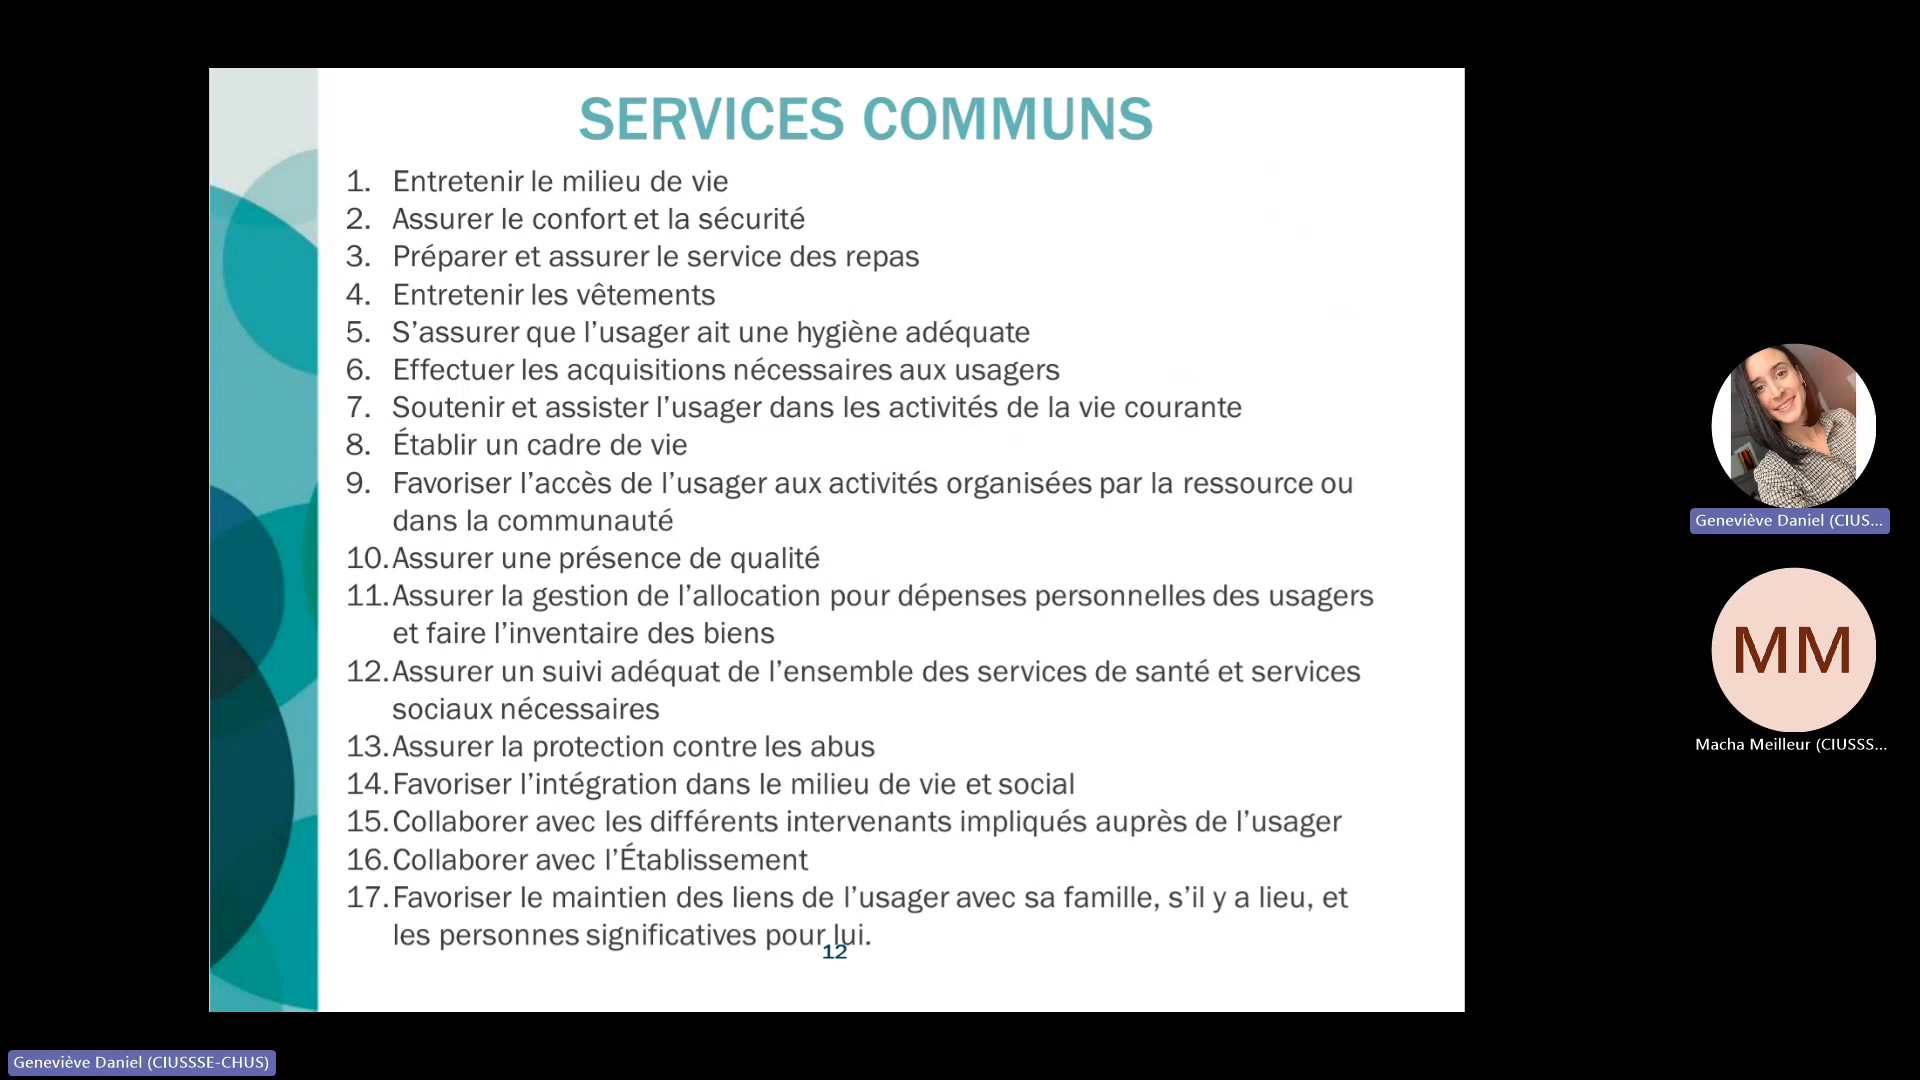 SERVICES COMMUNS
1. Entretenir le milieu de vie
2. Assurer le confort et la sécurité
3. Préparer et assurer le service des repas
4. Entretenir les vêtements
5. S’assurer que l’usager ait une hygiène adéquate
6. Effectuer les acquisitions nécessaires aux usagers
7. Soutenir et assister l’usager dans les activités de la vie courante
8. Établir un cadre de vie
9. Favoriser l’accès de l’usager aux activités organisées par la ressource ou
dans la communauté
10. Assurer une présence de qualité
11. Assurer la gestion de l’allocation pour dépenses personnelles des usagers
et faire l’inventaire des biens
12. Assurer un suivi adéquat de l’ensemble des services de santé et services
sociaux nécessaires
13. Assurer la protection contre les abus
14. Favoriser l’intégration dans le milieu de vie et social
15. Collaborer avec les différents intervenants impliqués auprès de l’usager
16. Collaborer avec l’Établissement
17. Favoriser le maintien des liens de l’usager avec sa famille, s’il y a lieu, et
les personnes significatives pour lui.
12
Geneviève Daniel (CIUS...
MM
Macha Meilleur (CIUSSS...
Geneviève Daniel (CIUSSSE-CHUS)